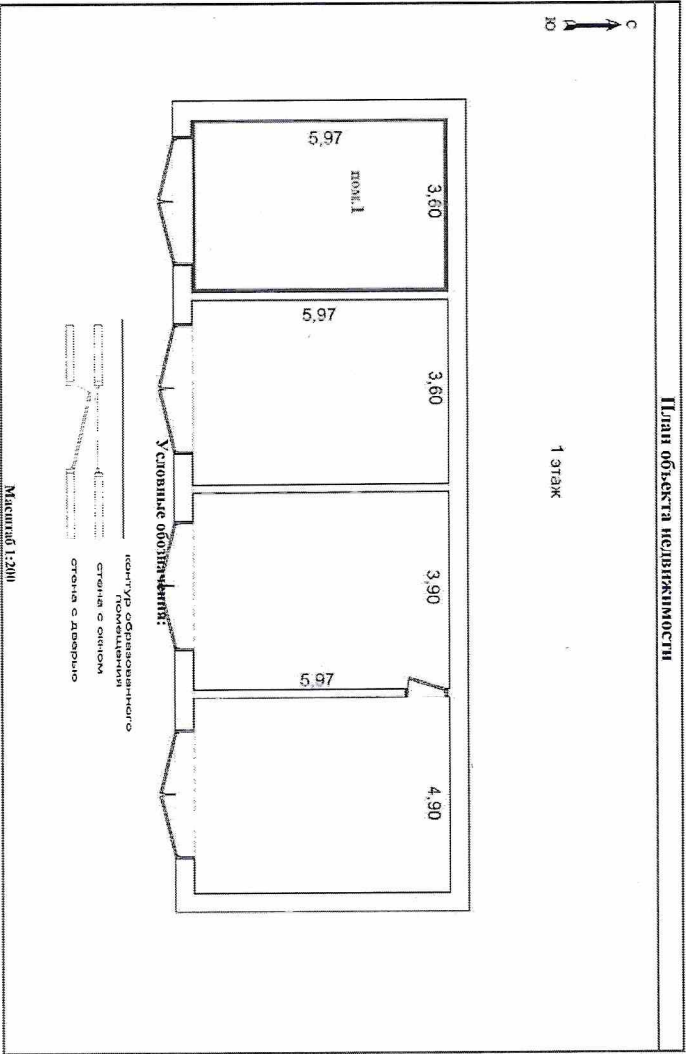 План объекта недвижимости
С
Ю
1 этаж
3,60
3,60
3,90
4,90
пом.1
5,97
5,97
5,97
Условные обозначения:
контур образованного
помещения
стена с окном
стена с дверью
Масштаб 1:200